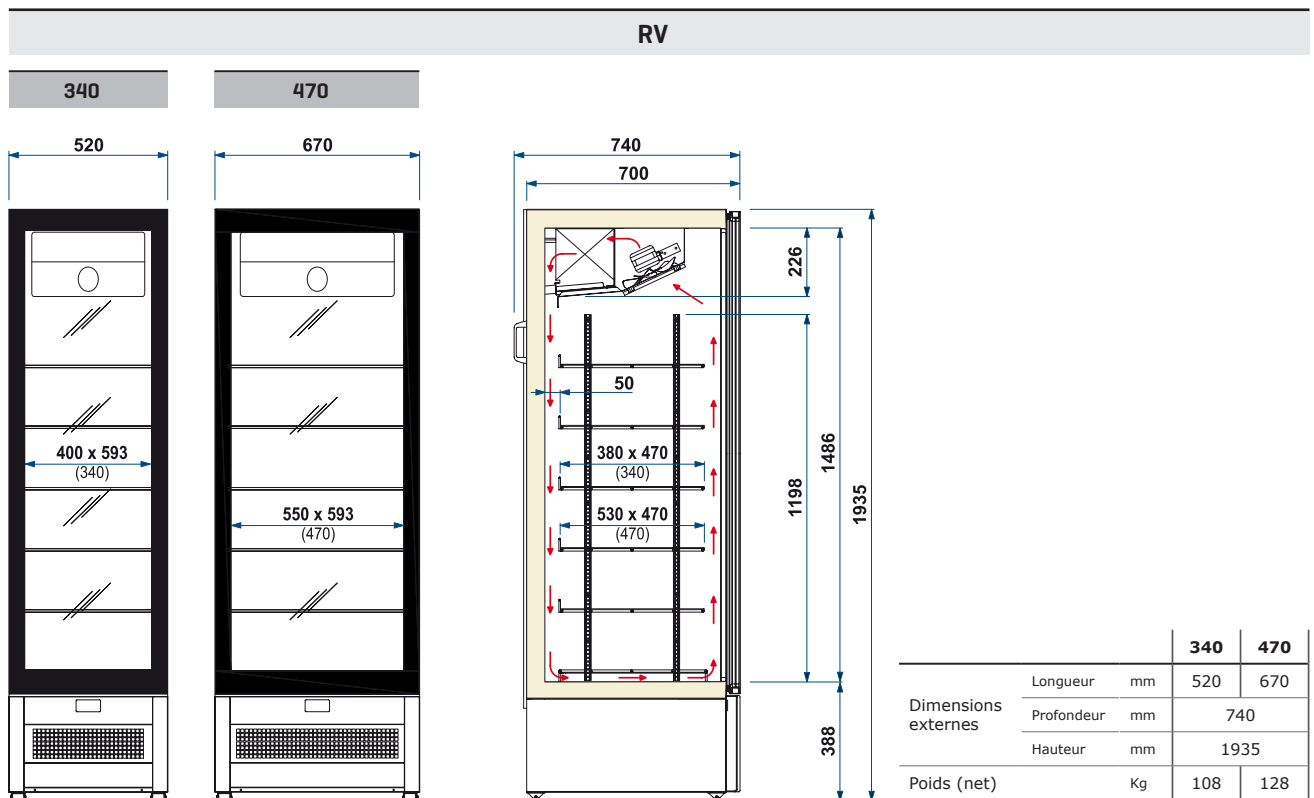 RV
340
470
520
670
740
700
226
50
400 x 593
(340)
380 x 470
(340)
550 x 593
(470)
530 x 470
(470)
1198
1486
1935
388
340 470
Dimensions externes
Longueur mm 520 670
Profondeur mm 740
Hauteur mm 1935
Poids (net) Kg 108 128